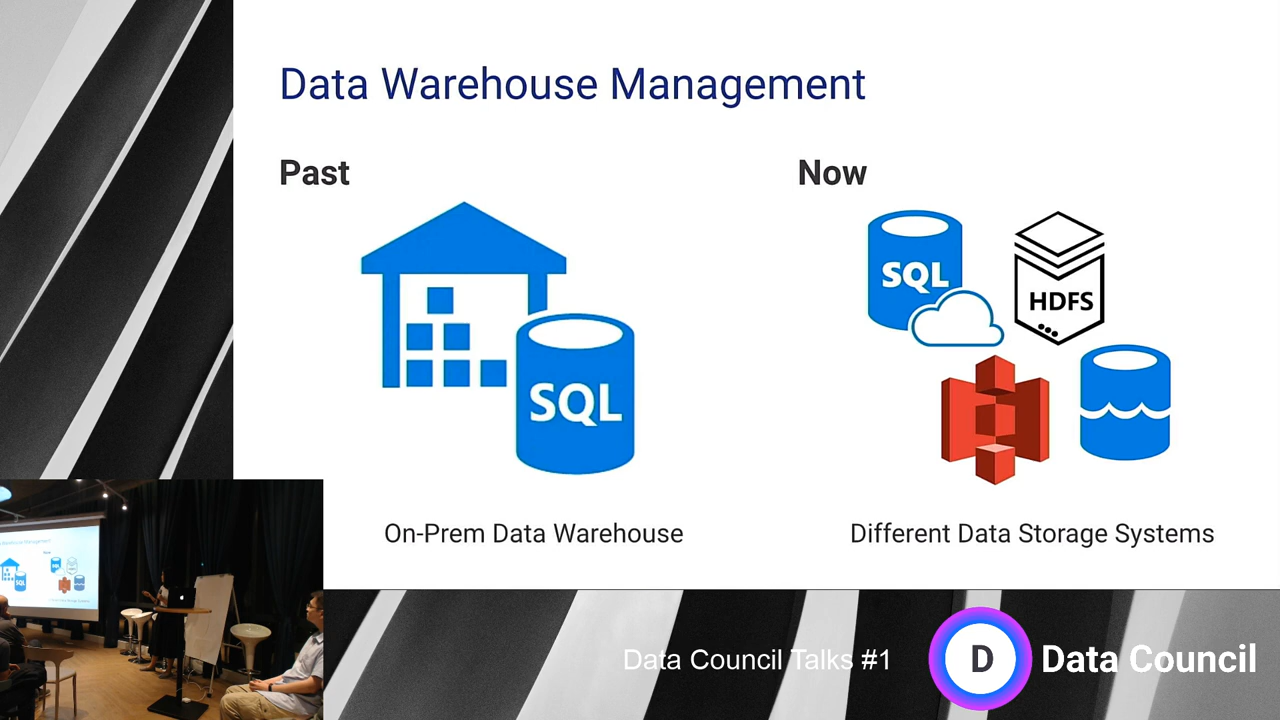 Data Warehouse Management
Past
Now
SQL
SQL
HDFS
On-Prem Data Warehouse
Different Data Storage Systems
Data Council Talks #1
D
Data Council